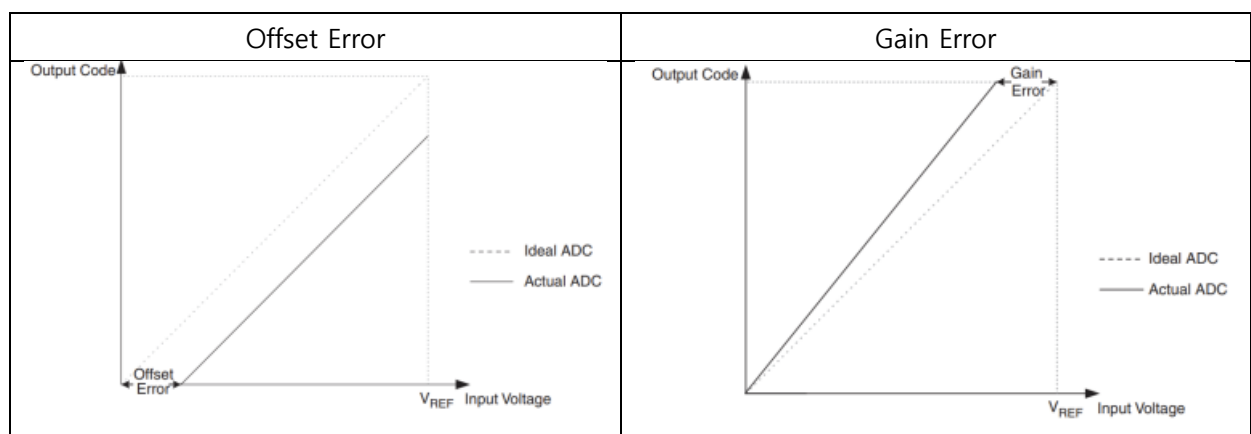 Offset Error
Gain Error
Output Code
Ideal ADC
Actual ADC
Offset
Error
VREF Input Voltage
Output Code
Gain
Error
Ideal ADC
Actual ADC
VREF Input Voltage